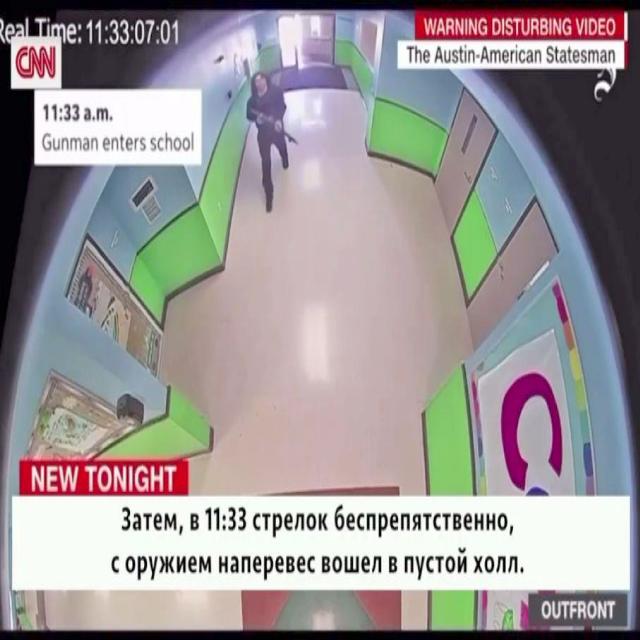 Real Time: 11:33:07:01
CNN
WARNING DISTURBING VIDEO
The Austin-American Statesman
11:33 a.m.
Gunman enters school
NEW TONIGHT
Затем, в 11:33 стрелок беспрепятственно,
с оружием наперевес вошел в пустой холл.
OUTFRONT